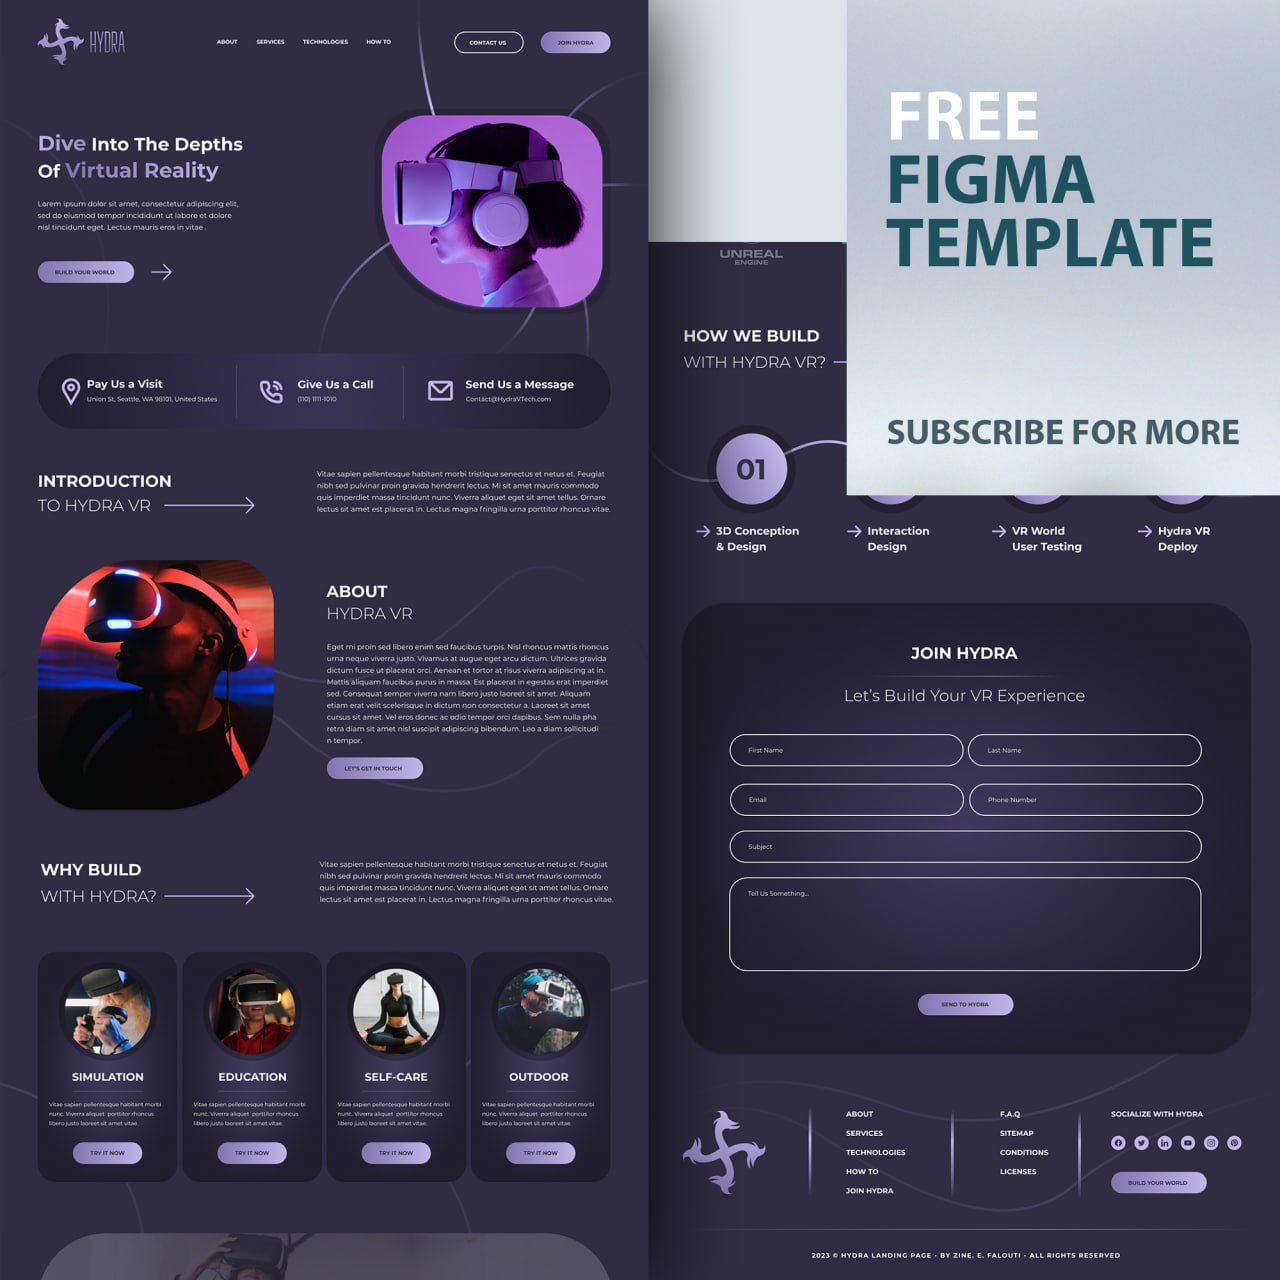 HYDRA
ABOUT
SERVICES
TECHNOLOGIES
HOW TO
CONTACT US
JOIN HYDRA
Dive Into The Depths
Of Virtual Reality
Lorem ipsum dolor sit amet, consectetur adipiscing elit,
sed do eiusmod tempor incididunt ut labore et dolore
nisl tincidunt eget. Lectus mauris eros in vitae .
BUILD YOUR WORLD
Pay Us a Visit
Union St, Seattle, WA 98101, United States
Give Us a Call
(110) 1111-1010
Send Us a Message
Contact@HydraVTech.com
INTRODUCTION
TO HYDRA VR
Vitae sapien pellentesque habitant morbi tristique senectus et netus et. Feugiat
nibh sed pulvinar proin gravida hendrerit lectus. Mi sit amet mauris commodo
quis imperdiet massa tincidunt nunc. Viverra aliquet eget sit amet tellus. Ornare
lectus sit amet est placerat in. Lectus magna fringilla urna porttitor rhoncus vitae.
ABOUT
HYDRA VR
Eget mi proin sed libero enim sed faucibus turpis. Nisl rhoncus mattis rhoncus
urna neque viverra justo. Vivamus at augue eget arcu dictum. Ultrices gravida
dictum fusce ut placerat orci. Aenean et tortor at risus viverra adipiscing at in.
Mattis aliquam faucibus purus in massa. Est placerat in egestas erat imperdiet
sed. Consequat semper viverra nam libero justo laoreet sit amet. Aliquam
etiam erat velit scelerisque in dictum non consectetur a. Laoreet sit amet
cursus sit amet. Vel eros donec ac odio tempor orci dapibus. Sem nulla pha
retra diam sit amet nisl suscipit adipiscing bibendum. Leo a diam sollicitudi
n tempor.
LET'S GET IN TOUCH
WHY BUILD
WITH HYDRA?
Vitae sapien pellentesque habitant morbi tristique senectus et netus et. Feugiat
nibh sed pulvinar proin gravida hendrerit lectus. Mi sit amet mauris commodo
quis imperdiet massa tincidunt nunc. Viverra aliquet eget sit amet tellus. Ornare
lectus sit amet est placerat in. Lectus magna fringilla urna porttitor rhoncus vitae.
SIMULATION
Vitae sapien pellentesque habitant morbi
nunc. Viverra aliquet  porttitor rhoncus
libero justo laoreet sit amet vitae.
TRY IT NOW
EDUCATION
Vitae sapien pellentesque habitant morbi
nunc. Viverra aliquet  porttitor rhoncus
libero justo laoreet sit amet vitae.
TRY IT NOW
SELF-CARE
Vitae sapien pellentesque habitant morbi
nunc. Viverra aliquet  porttitor rhoncus
libero justo laoreet sit amet vitae.
TRY IT NOW
OUTDOOR
Vitae sapien pellentesque habitant morbi
nunc. Viverra aliquet  porttitor rhoncus
libero justo laoreet sit amet vitae.
TRY IT NOW
FREE
FIGMA
TEMPLATE
SUBSCRIBE FOR MORE
UNREAL
ENGINE
HOW WE BUILD
WITH HYDRA VR?
01
3D Conception
& Design
Interaction
Design
VR World
User Testing
Hydra VR
Deploy
JOIN HYDRA
Let's Build Your VR Experience
First Name
Last Name
Email
Phone Number
Subject
Tell Us Something...
SEND TO HYDRA
ABOUT
SERVICES
TECHNOLOGIES
HOW TO
JOIN HYDRA
F.A.Q
SITEMAP
CONDITIONS
LICENSES
SOCIALIZE WITH HYDRA
BUILD YOUR WORLD
2023 © HYDRA LANDING PAGE - BY ZINE. E. FALOUTI - ALL RIGHTS RESERVED